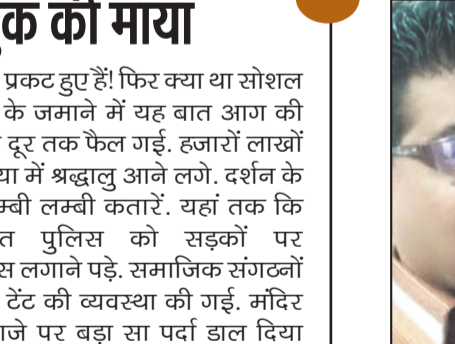 की माया
प्रकट हुए हैं! फिर क्या था सोशल
के जमाने में यह बात आग की
दूर तक फैल गई. हजारों लाखों
में श्रद्धालु आने लगे. दर्शन के
लम्बी कतारें. यहां तक कि
पुलिस को सड़कों पर
लगाने पड़े. समाजिक संगठनों
टेंट की व्यवस्था की गई. मंदिर
पर बड़ा सा पर्दा डाल दिया